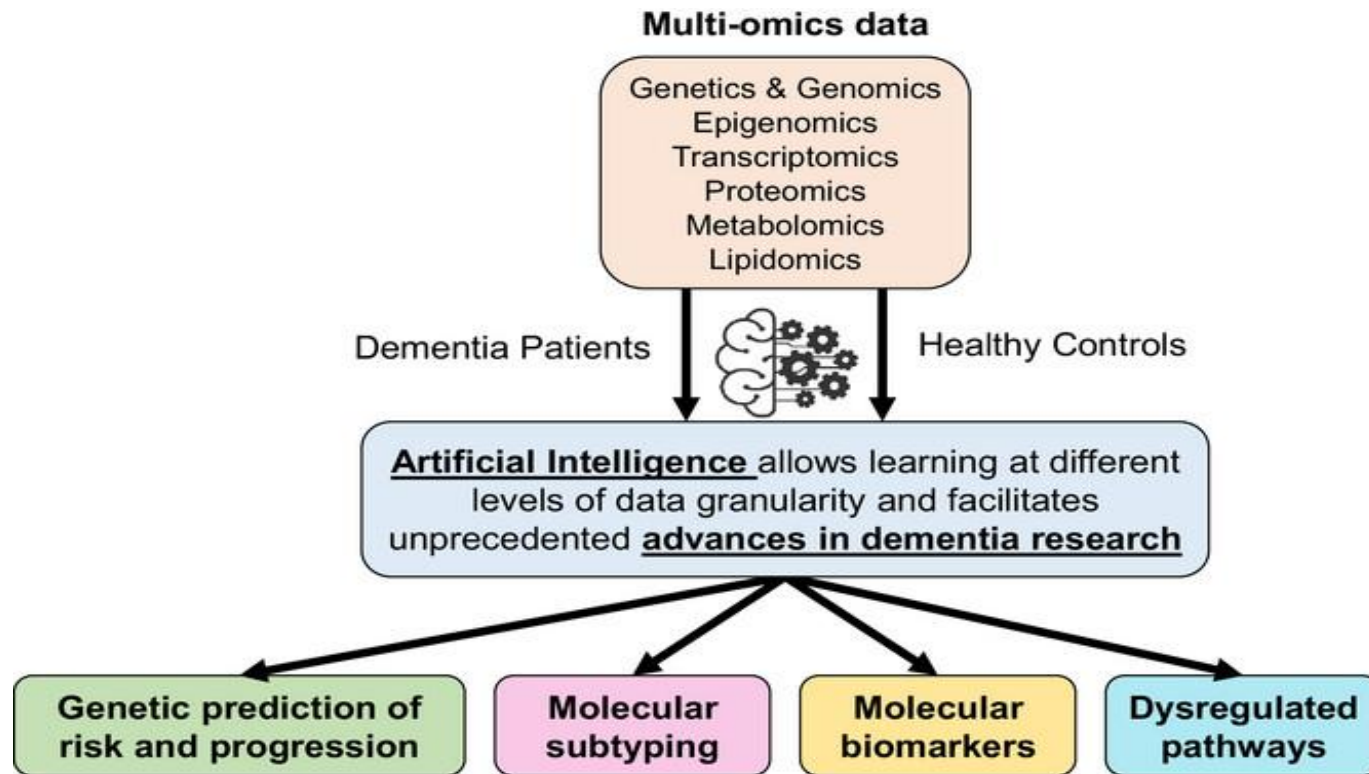 Multi-omics data
Genetics & Genomics
Epigenomics
Transcriptomics
Proteomics
Metabolomics
Lipidomics
Dementia Patients
Healthy Controls
Artificial Intelligence allows learning at different
levels of data granularity and facilitates
unprecedented advances in dementia research
Genetic prediction of
risk and progression
Molecular
subtyping
Molecular
biomarkers
Dysregulated
pathways